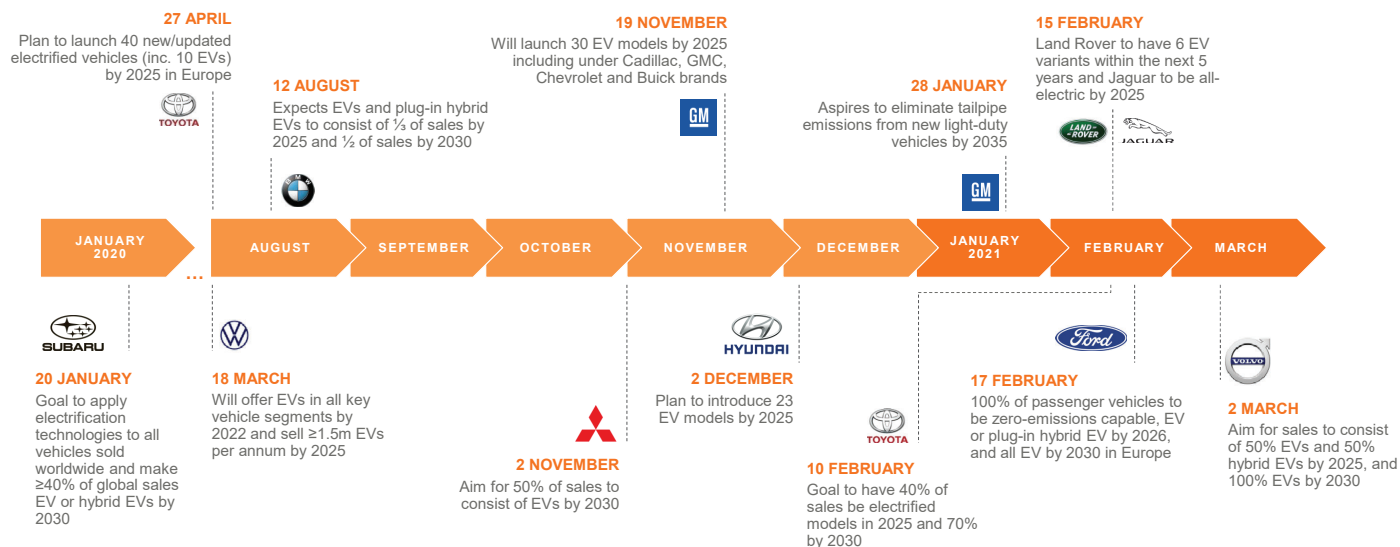 27 APRIL
Plan to launch 40 new/updated
electrified vehicles (inc. 10 EVs)
by 2025 in Europe
TOYOTA
12 AUGUST
Expects EVs and plug-in hybrid
EVs to consist of ⅓ of sales by
2025 and ½ of sales by 2030
BMW
19 NOVEMBER
Will launch 30 EV models by 2025
including under Cadillac, GMC,
Chevrolet and Buick brands
GM
28 JANUARY
Aspires to eliminate tailpipe
emissions from new light-duty
vehicles by 2035
GM
15 FEBRUARY
Land Rover to have 6 EV
variants within the next 5
years and Jaguar to be all-
electric by 2025
LAND-
ROVER
JAGUAR
JANUARY
2020
...
AUGUST
SEPTEMBER
OCTOBER
NOVEMBER
DECEMBER
JANUARY
2021
FEBRUARY
MARCH
SUBARU
20 JANUARY
Goal to apply
electrification
technologies to all
vehicles sold
worldwide and make
≥40% of global sales
EV or hybrid EVs by
2030
18 MARCH
Will offer EVs in all key
vehicle segments by
2022 and sell ≥1.5m EVs
per annum by 2025
2 NOVEMBER
Aim for 50% of sales to
consist of EVs by 2030
HYUNDAI
2 DECEMBER
Plan to introduce 23
EV models by 2025
TOYOTA
10 FEBRUARY
Goal to have 40% of
sales be electrified
models in 2025 and 70%
by 2030
Ford
17 FEBRUARY
100% of passenger vehicles to
be zero-emissions capable, EV
or plug-in hybrid EV by 2026,
and all EV by 2030 in Europe
VOLVO
2 MARCH
Aim for sales to consist
of 50% EVs and 50%
hybrid EVs by 2025, and
100% EVs by 2030